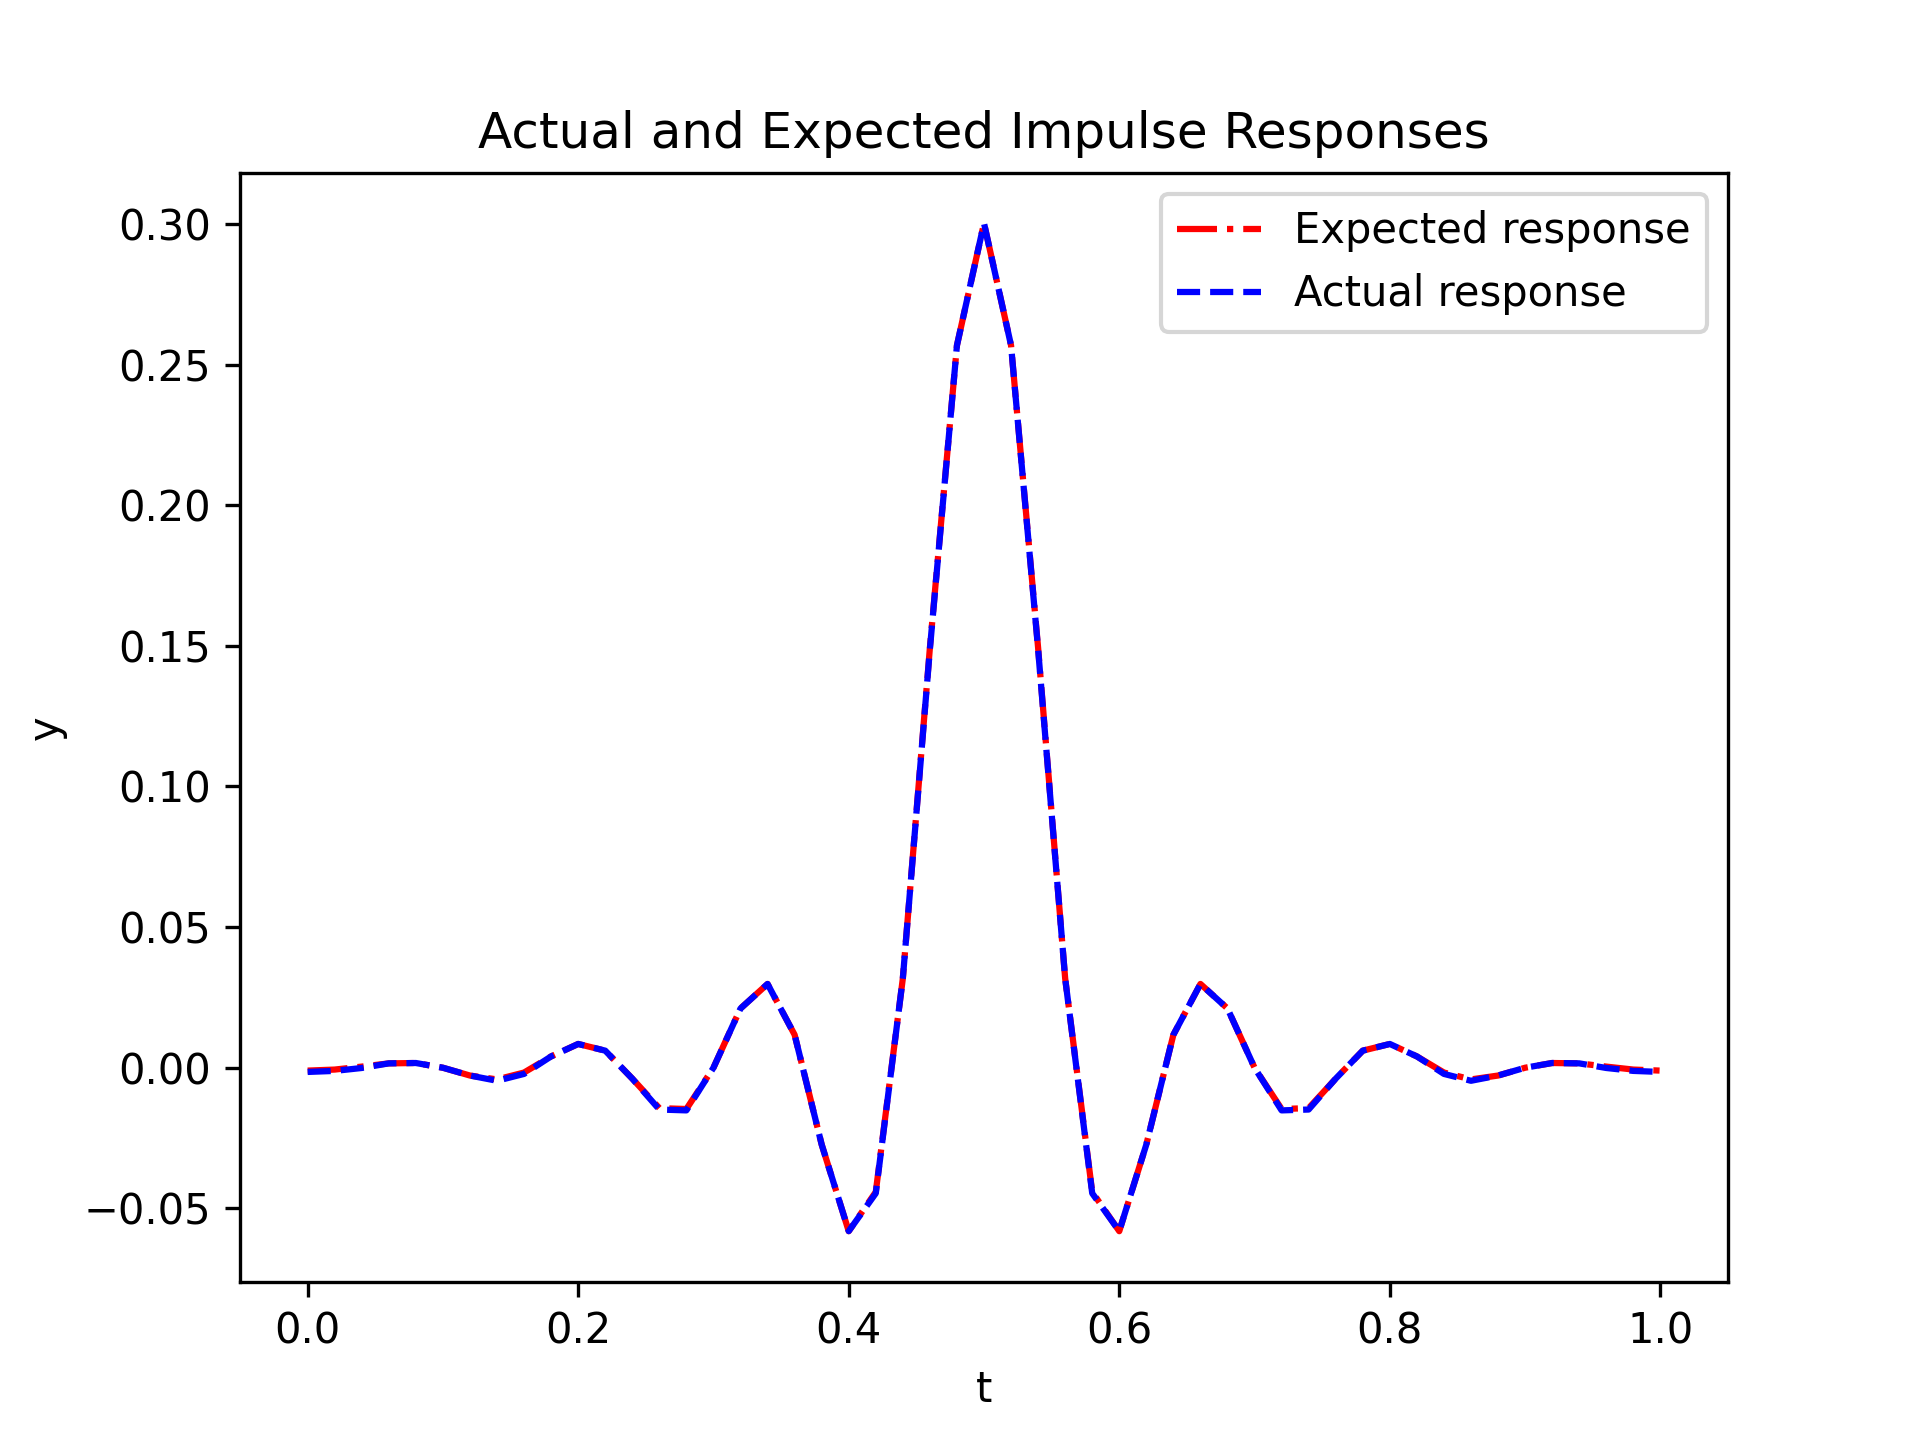 Actual and Expected Impulse Responses
Expected response
Actual response
0.30
0.25
0.20
0.15
0.10
0.05
0.00
−0.05
y
0.0 0.2 0.4 0.6 0.8 1.0
t